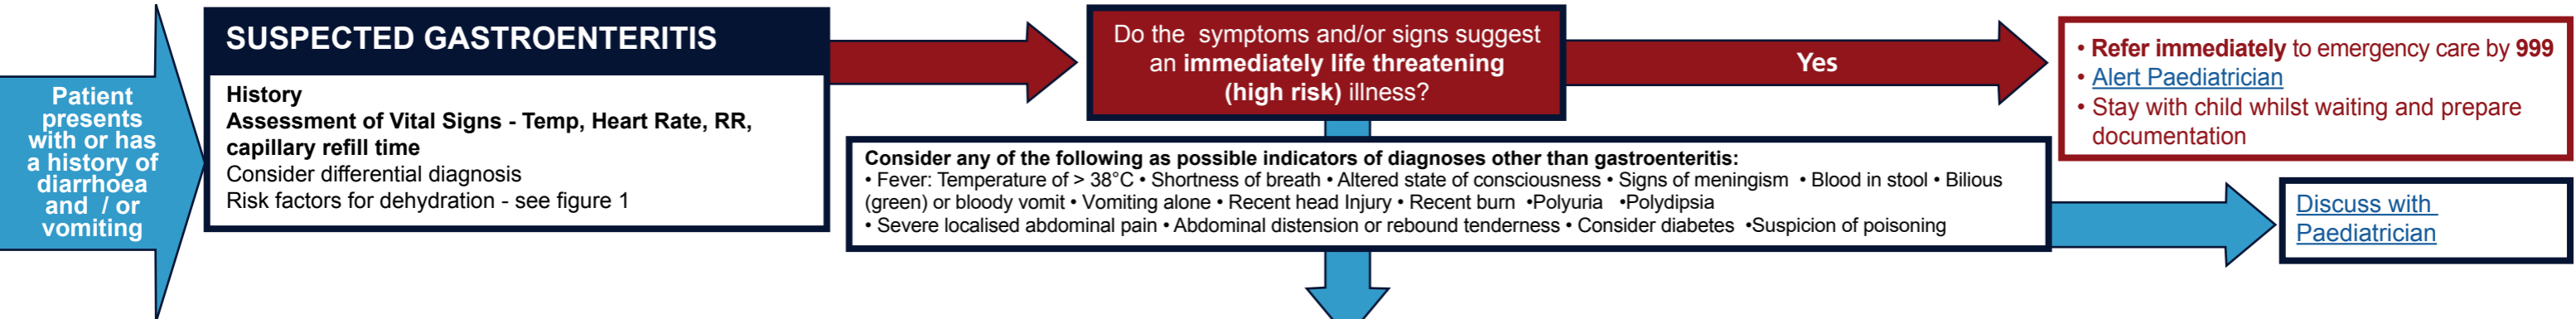 Patient
presents
with or has
a history of
diarrhoea
and / or
vomiting
SUSPECTED GASTROENTERITIS
History
Assessment of Vital Signs - Temp, Heart Rate, RR,
capillary refill time
Consider differential diagnosis
Risk factors for dehydration - see figure 1
Do the symptoms and/or signs suggest
an immediately life threatening
(high risk) illness?
Yes
• Refer immediately to emergency care by 999
• Alert Paediatrician
• Stay with child whilst waiting and prepare
documentation
Consider any of the following as possible indicators of diagnoses other than gastroenteritis:
• Fever: Temperature of > 38°C • Shortness of breath • Altered state of consciousness • Signs of meningism • Blood in stool • Bilious
(green) or bloody vomit • Vomiting alone • Recent head Injury • Recent burn •Polyuria •Polydipsia
• Severe localised abdominal pain • Abdominal distension or rebound tenderness • Consider diabetes •Suspicion of poisoning
Discuss with
Paediatrician